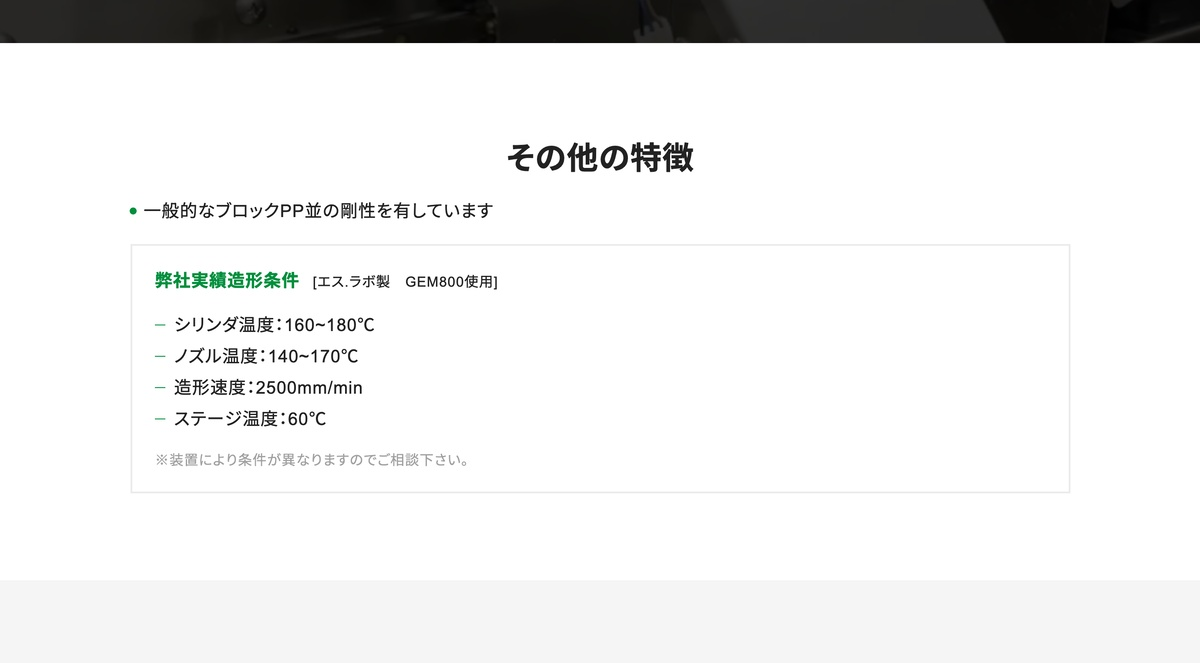 その他の特徴
一般的なブロックPP並の剛性を有しています
弊社実績造形条件 [エス.ラボ製　GEM800使用]
シリンダ温度：160~180℃
ノズル温度：140~170℃
造形速度：2500mm/min
ステージ温度：60℃
※装置により条件が異なりますのでご相談下さい。